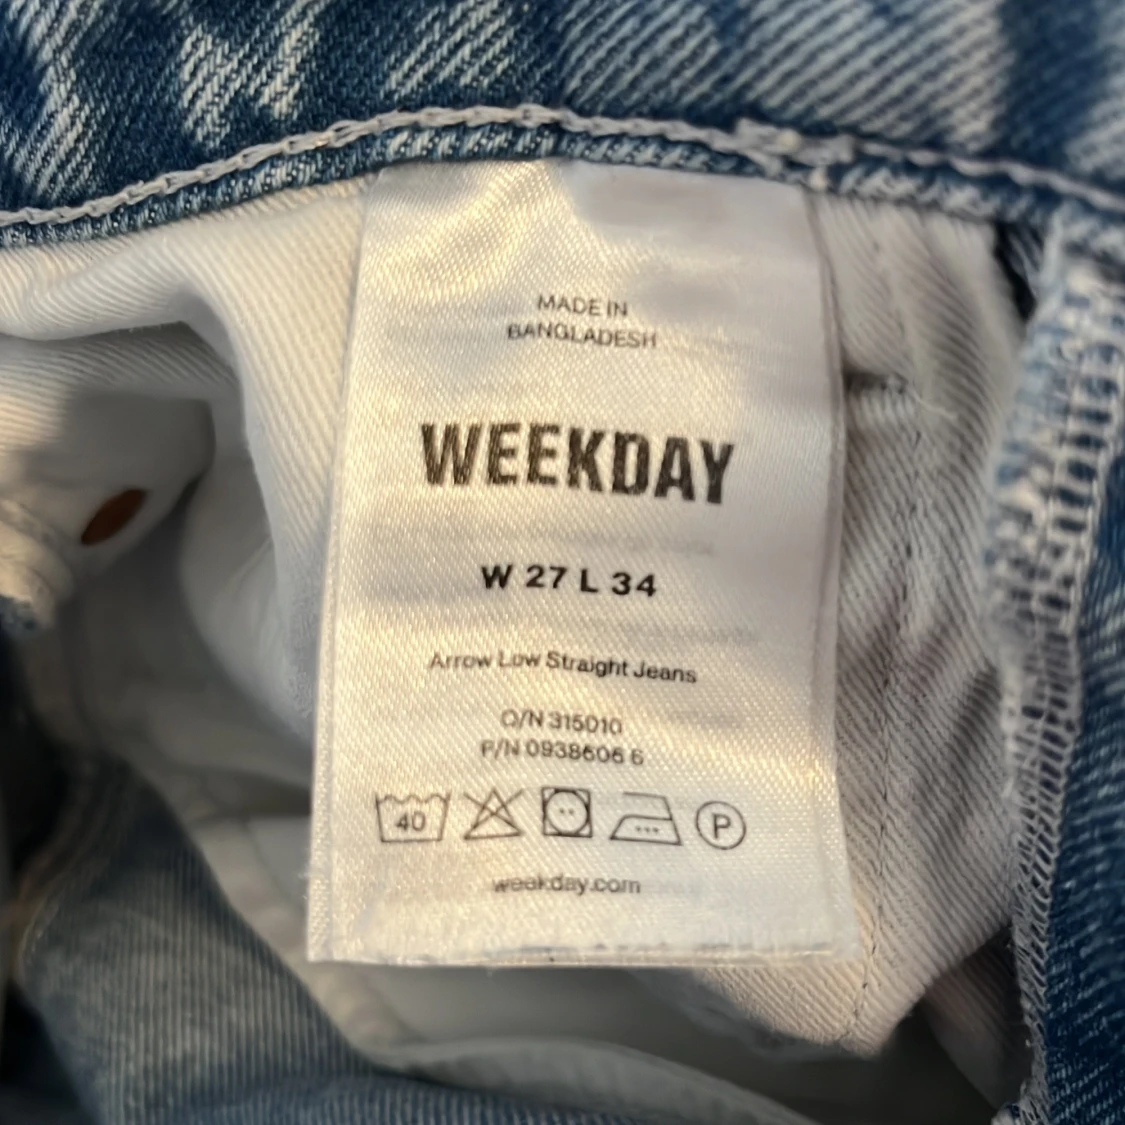 MADE IN
BANGLADESH
WEEKDAY
W 27 L 34
Arrow Low Straight Jeans
O/N 315010
P/N 0938606 6
40 P
weekday.com